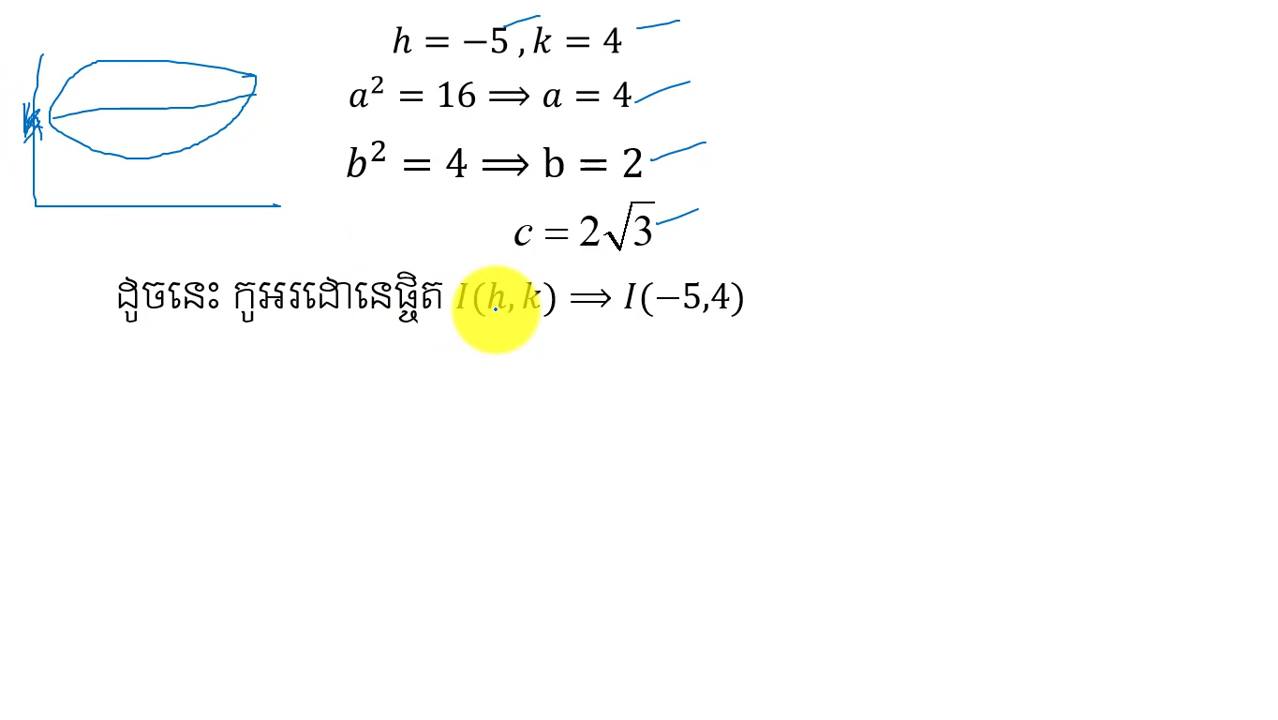 h = −5 , k = 4
a² = 16 ⟹ a = 4
b² = 4 ⟹ b = 2
c = 2√3
ដូចនេះ កូអរដោនេផ្ចិត I(h, k) ⟹ I(−5,4)